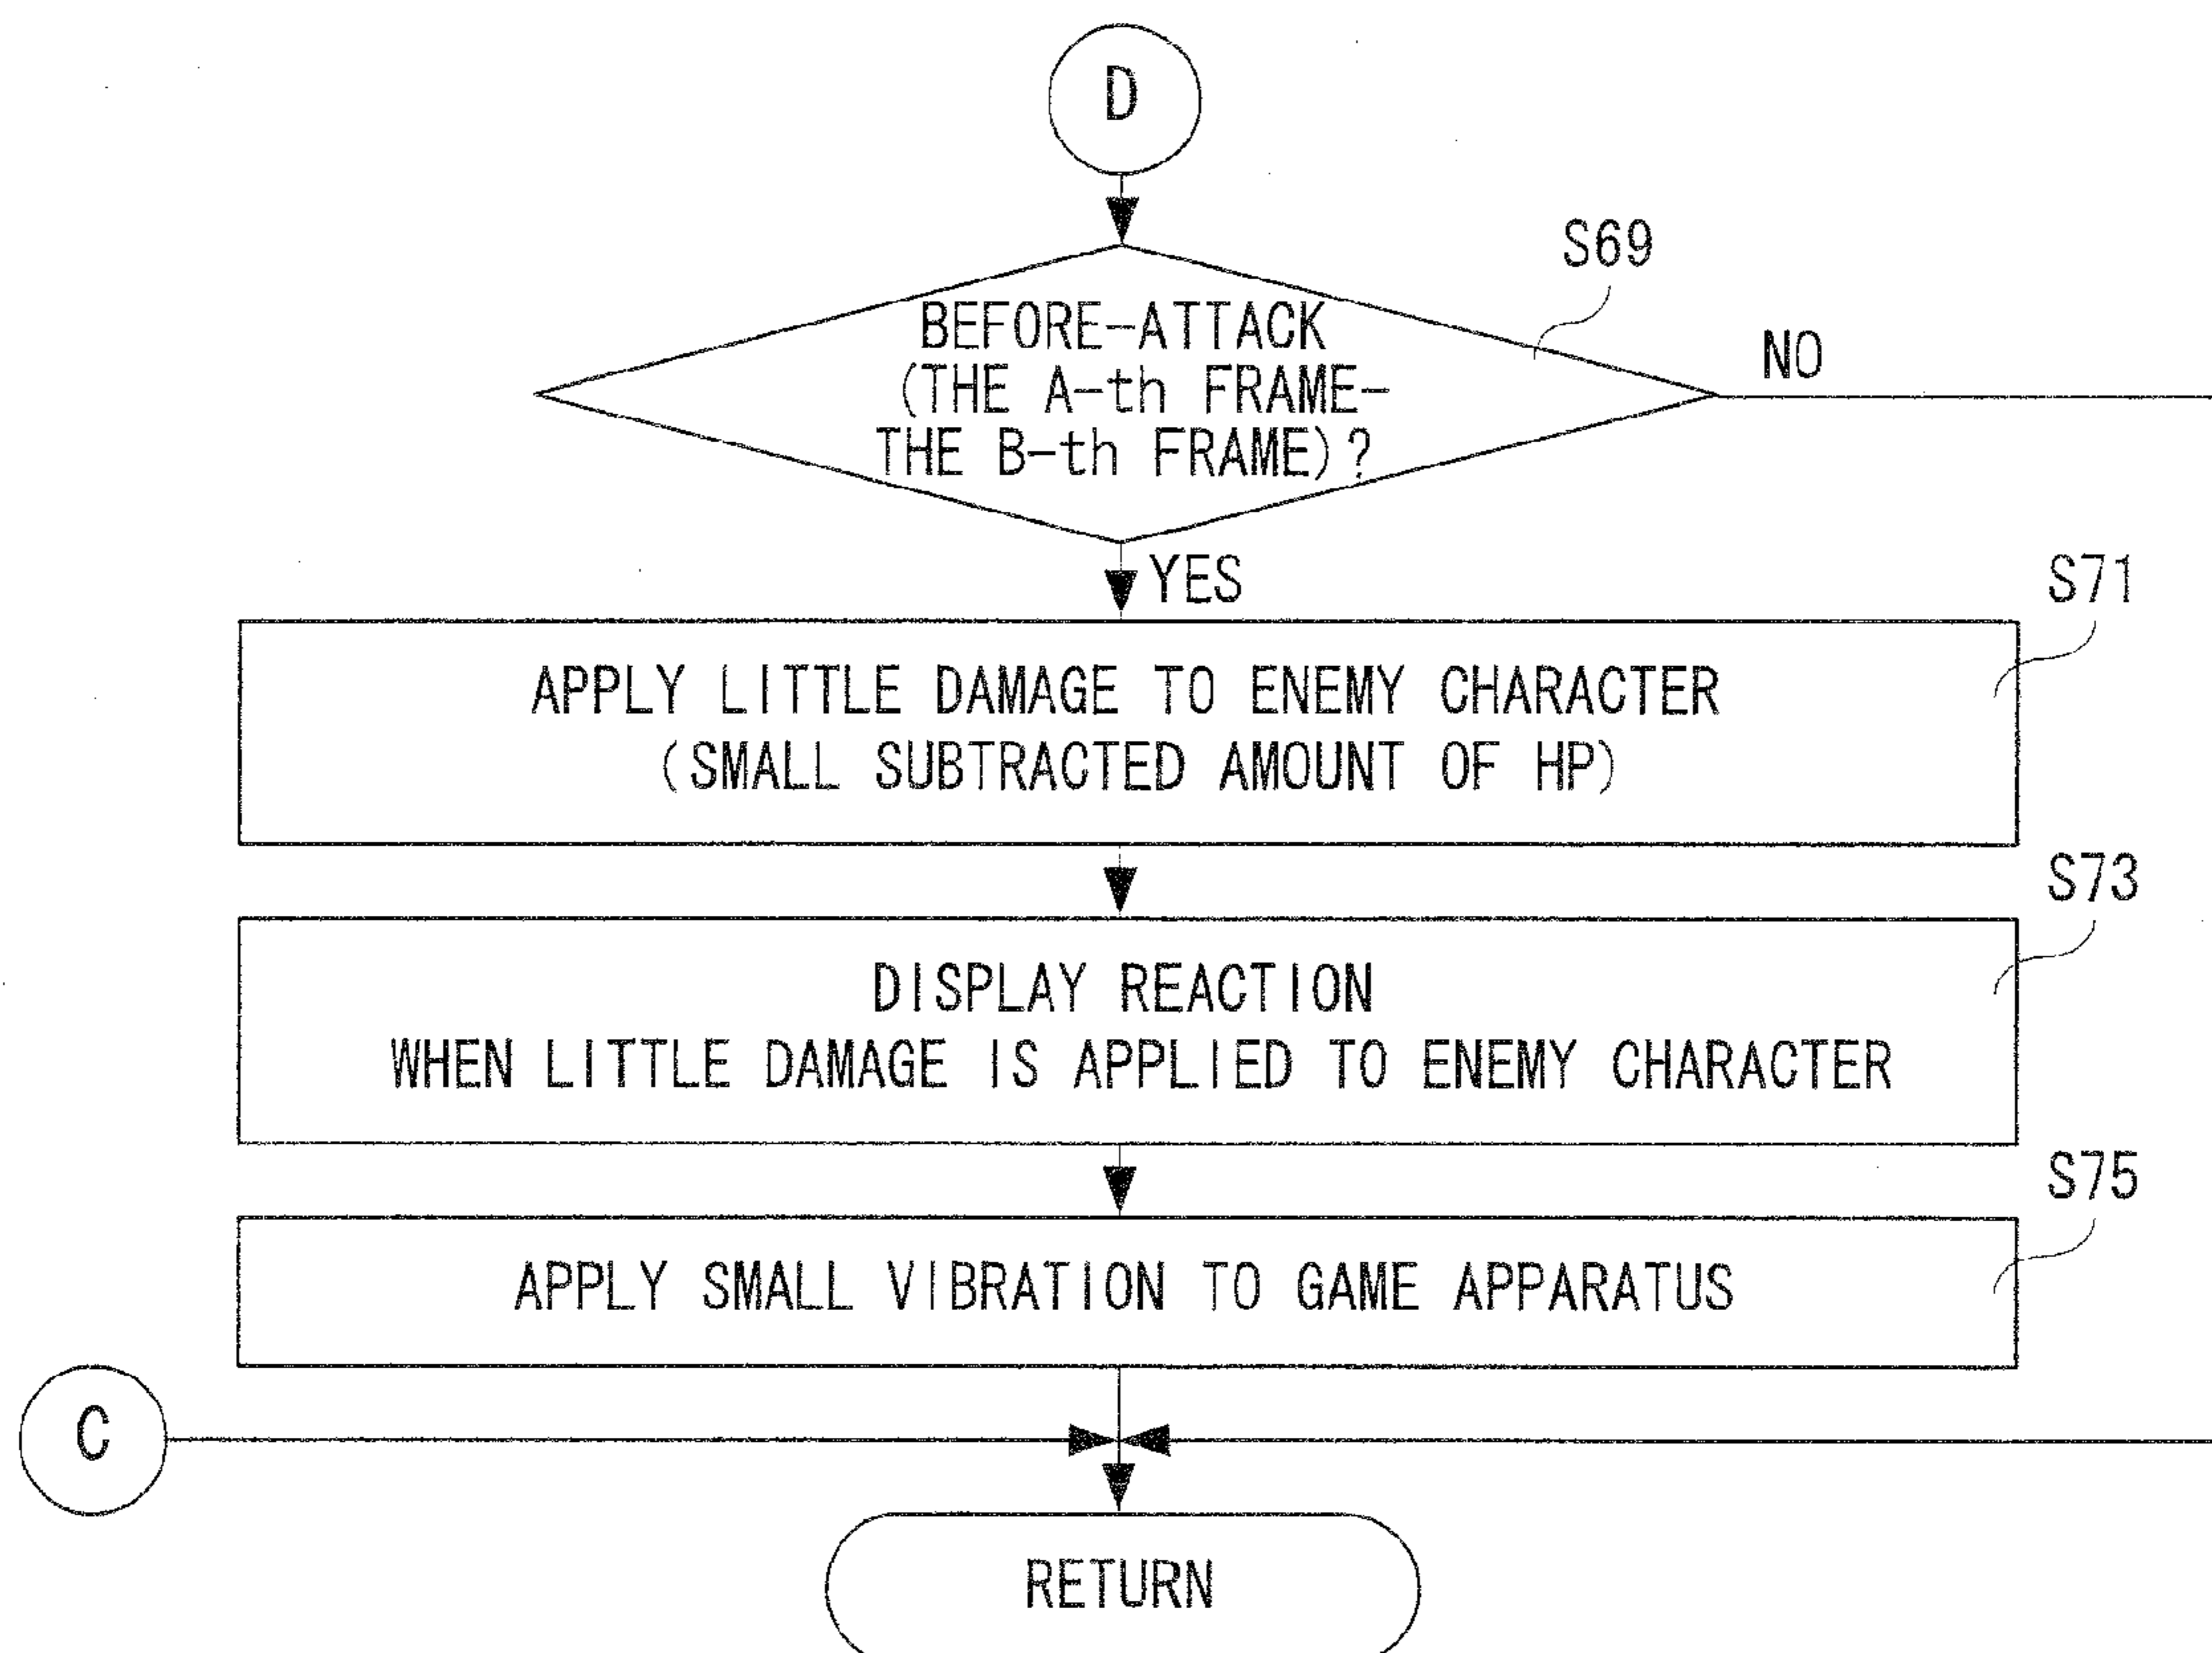 D
S69
BEFORE-ATTACK
(THE A-th FRAME-
THE B-th FRAME)?
NO
YES
S71
APPLY LITTLE DAMAGE TO ENEMY CHARACTER
(SMALL SUBTRACTED AMOUNT OF HP)
S73
DISPLAY REACTION
WHEN LITTLE DAMAGE IS APPLIED TO ENEMY CHARACTER
S75
APPLY SMALL VIBRATION TO GAME APPARATUS
C
RETURN